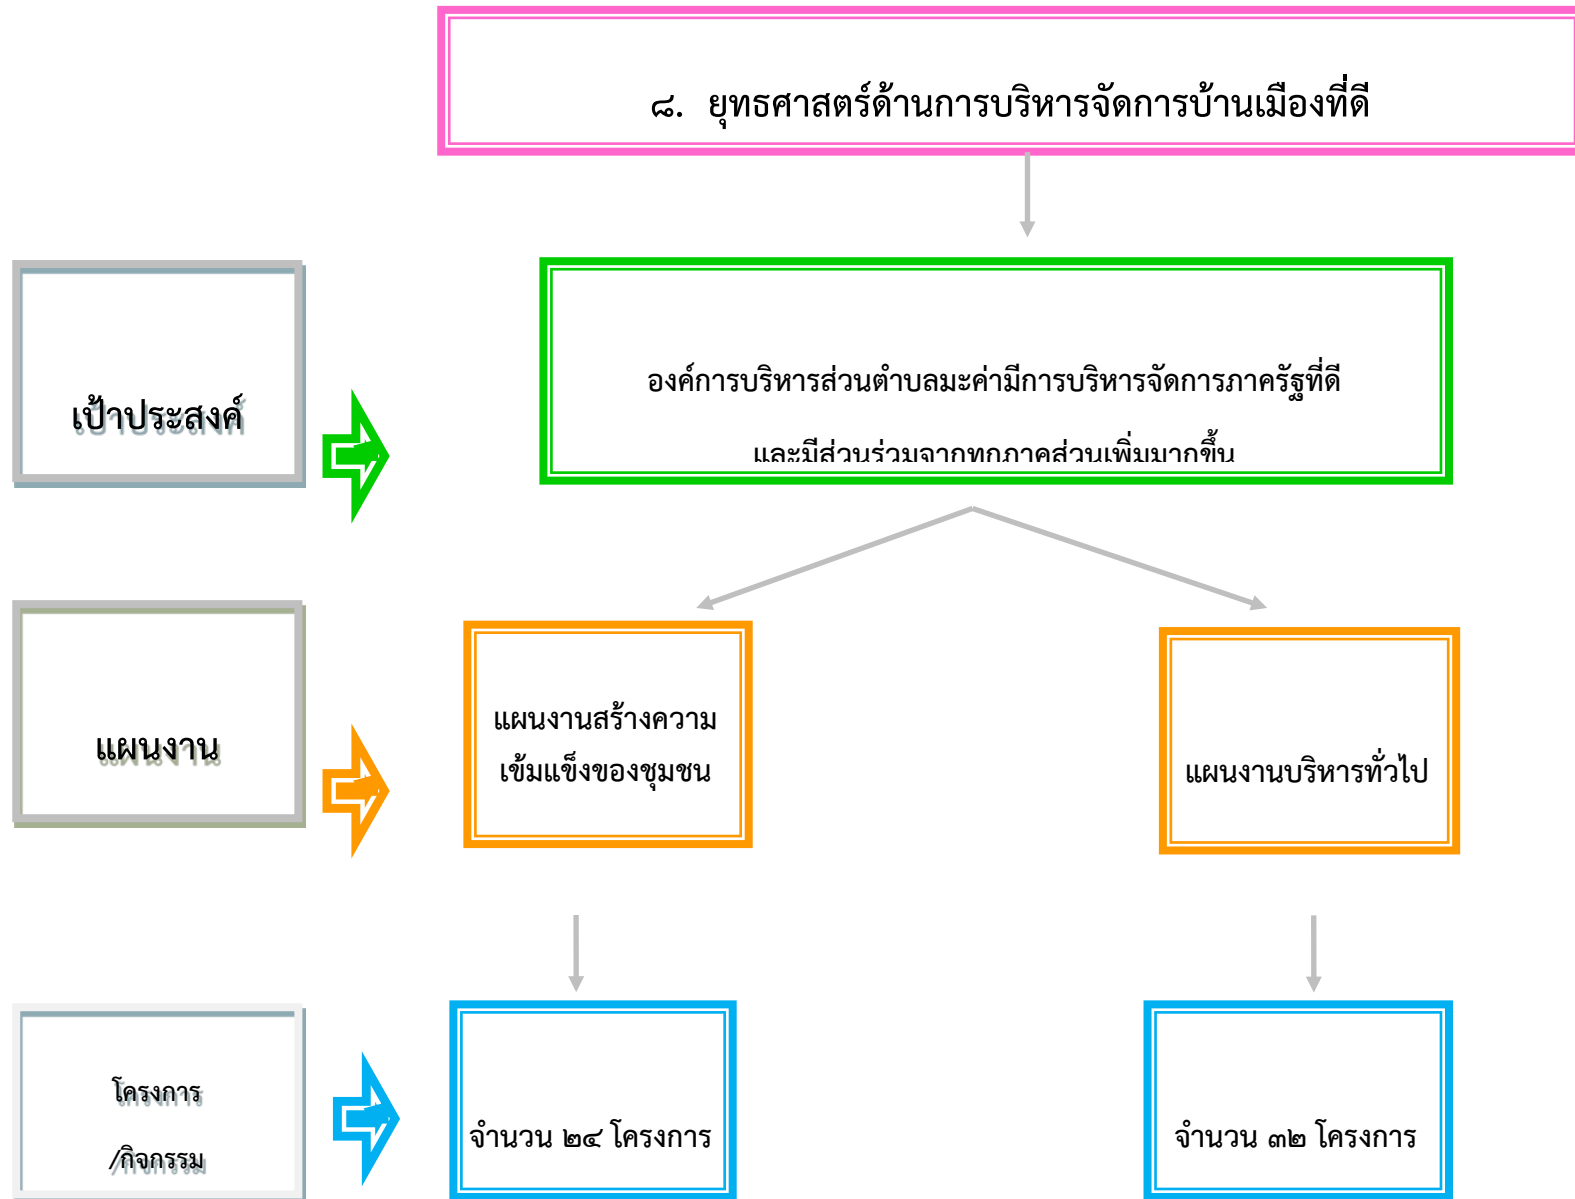 ๘. ยุทธศาสตร์ด้านการบริหารจัดการบ้านเมืองที่ดี
เป้าประสงค์
องค์การบริหารส่วนตำบลมะค่ามีการบริหารจัดการภาครัฐที่ดี
และมีส่วนร่วมจากทุกภาคส่วนเพิ่มมากขึ้น
แผนงาน
แผนงานสร้างความ
เข้มแข็งของชุมชน
แผนงานบริหารทั่วไป
โครงการ
/กิจกรรม
จำนวน ๒๔ โครงการ
จำนวน ๓๒ โครงการ